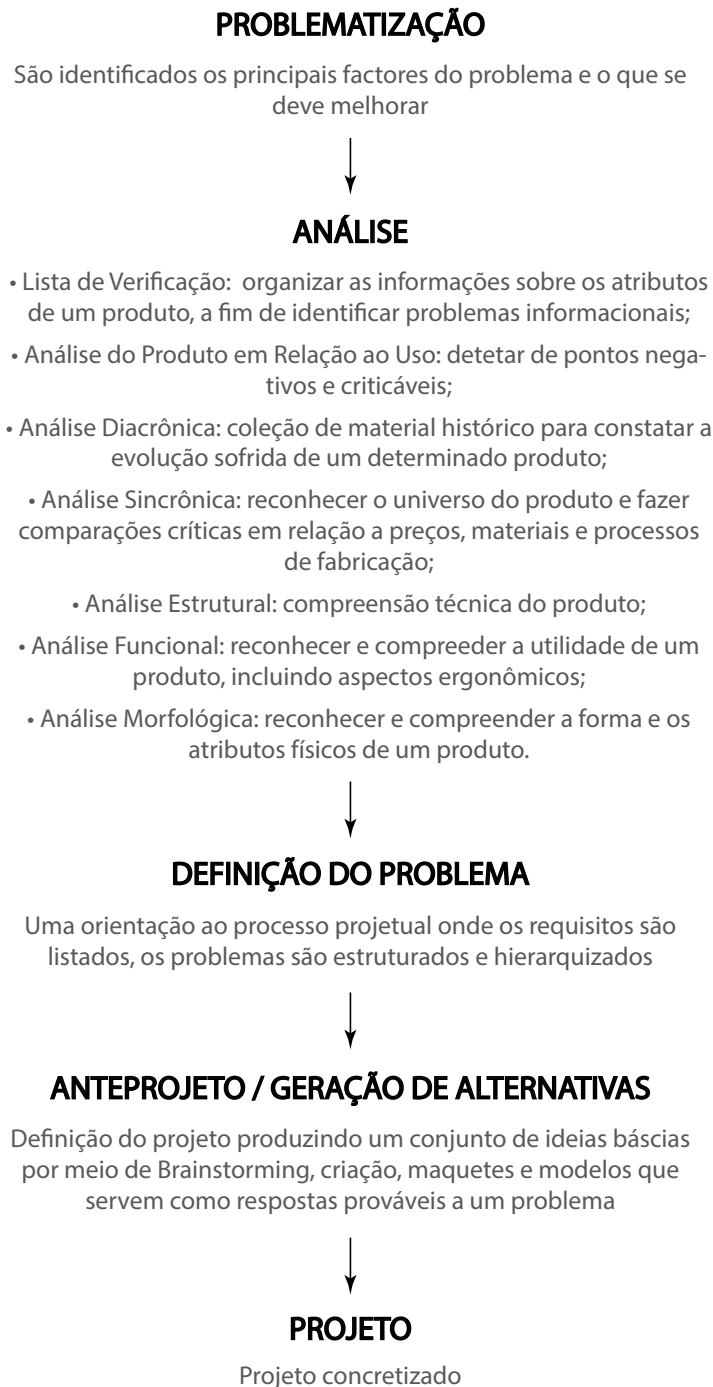 PROBLEMATIZAÇÃO
São identificados os principais factores do problema e o que se
deve melhorar
ANÁLISE
• Lista de Verificação:  organizar as informações sobre os atributos
de um produto, a fim de identificar problemas informacionais;
• Análise do Produto em Relação ao Uso: detetar de pontos nega-
tivos e criticáveis;
• Análise Diacrônica: coleção de material histórico para constatar a
evolução sofrida de um determinado produto;
• Análise Sincrônica: reconhecer o universo do produto e fazer
comparações críticas em relação a preços, materiais e processos
de fabricação;
• Análise Estrutural: compreensão técnica do produto;
• Análise Funcional: reconhecer e compreeder a utilidade de um
produto, incluindo aspectos ergonômicos;
• Análise Morfológica: reconhecer e compreender a forma e os
atributos físicos de um produto.
DEFINIÇÃO DO PROBLEMA
Uma orientação ao processo projetual onde os requisitos são
listados, os problemas são estruturados e hierarquizados
ANTEPROJETO / GERAÇÃO DE ALTERNATIVAS
Definição do projeto produzindo um conjunto de ideias báscias
por meio de Brainstorming, criação, maquetes e modelos que
servem como respostas prováveis a um problema
PROJETO
Projeto concretizado